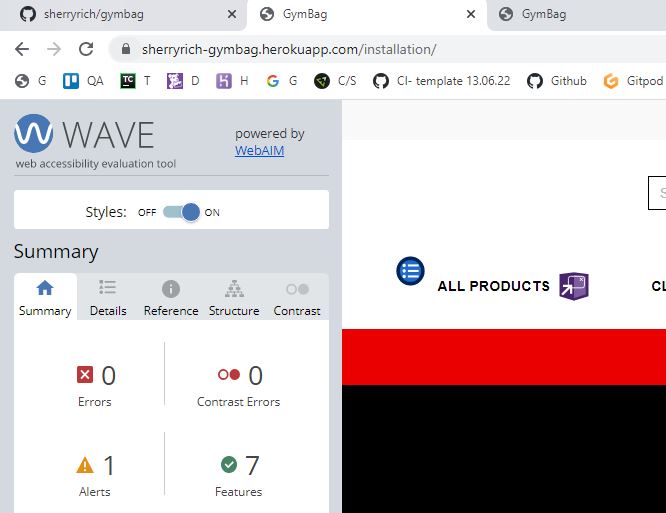 sherryrich/gymbag
GymBag
GymBag
sherryrich-gymbag.herokuapp.com/installation/
G QA T D H G C/S CI- template 13.06.22 Github Gitpod
WAVE
web accessibility evaluation tool
powered by
WebAIM
Styles: OFF ON
Summary
Summary Details Reference Structure Contrast
0
Errors
0
Contrast Errors
1
Alerts
7
Features
ALL PRODUCTS
CL